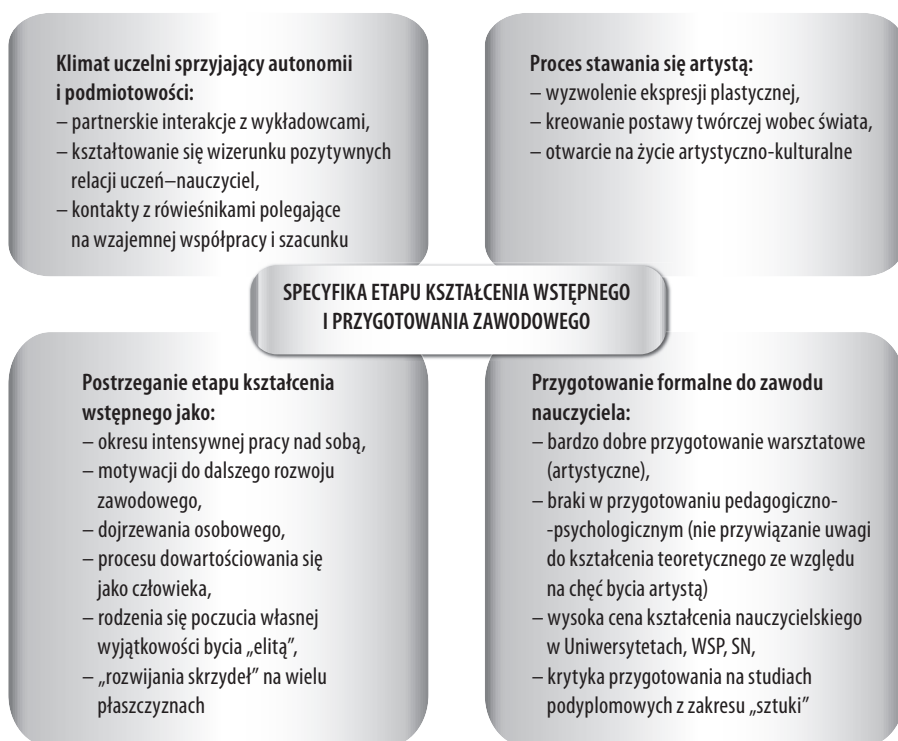 Klimat uczelni sprzyjający autonomii
i podmiotowości:
– partnerskie interakcje z wykładowcami,
– kształtowanie się wizerunku pozytywnych
relacji uczeń–nauczyciel,
– kontakty z rówieśnikami polegające
na wzajemnej współpracy i szacunku
Proces stawania się artystą:
– wyzwolenie ekspresji plastycznej,
– kreowanie postawy twórczej wobec świata,
– otwarcie na życie artystyczno-kulturalne
SPECYFIKA ETAPU KSZTAŁCENIA WSTĘPNEGO
I PRZYGOTOWANIA ZAWODOWEGO
Postrzeganie etapu kształcenia
wstępnego jako:
– okresu intensywnej pracy nad sobą,
– motywacji do dalszego rozwoju
zawodowego,
– dojrzewania osobowego,
– procesu dowartościowania się
jako człowieka,
– rodzenia się poczucia własnej
wyjątkowości bycia „elitą”,
– „rozwijania skrzydeł” na wielu
płaszczyznach
Przygotowanie formalne do zawodu
nauczyciela:
– bardzo dobre przygotowanie warsztatowe
(artystyczne),
– braki w przygotowaniu pedagogiczno-
-psychologicznym (nie przywiązanie uwagi
do kształcenia teoretycznego ze względu
na chęć bycia artystą)
– wysoka cena kształcenia nauczycielskiego
w Uniwersytetach, WSP, SN,
– krytyka przygotowania na studiach
podyplomowych z zakresu „sztuki”